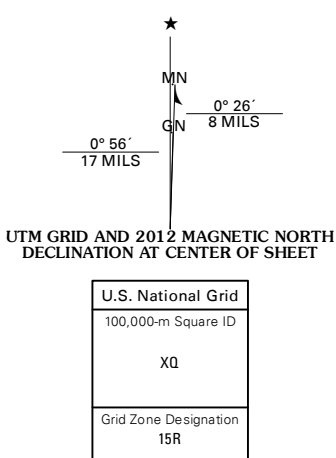 ★
MN
0° 26´
8 MILS
GN
0° 56´
17 MILS
UTM GRID AND 2012 MAGNETIC NORTH
DECLINATION AT CENTER OF SHEET
U.S. National Grid
100,000-m Square ID
XQ
Grid Zone Designation
15R